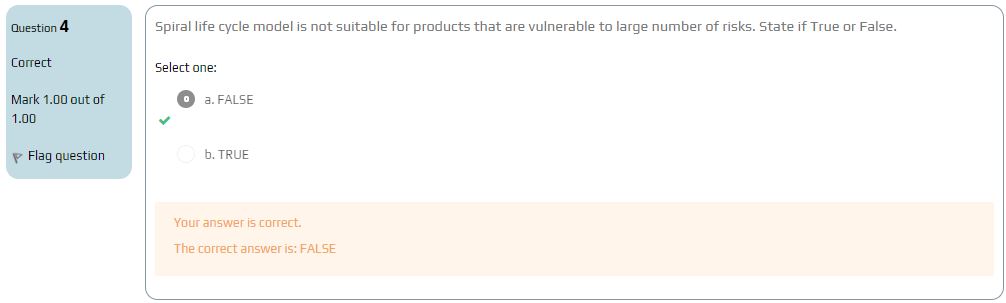 Question 4
Correct
Mark 1.00 out of
1.00
Flag question
Spiral life cycle model is not suitable for products that are vulnerable to large number of risks. State if True or False.
Select one:
a. FALSE
b. TRUE
Your answer is correct.
The correct answer is: FALSE